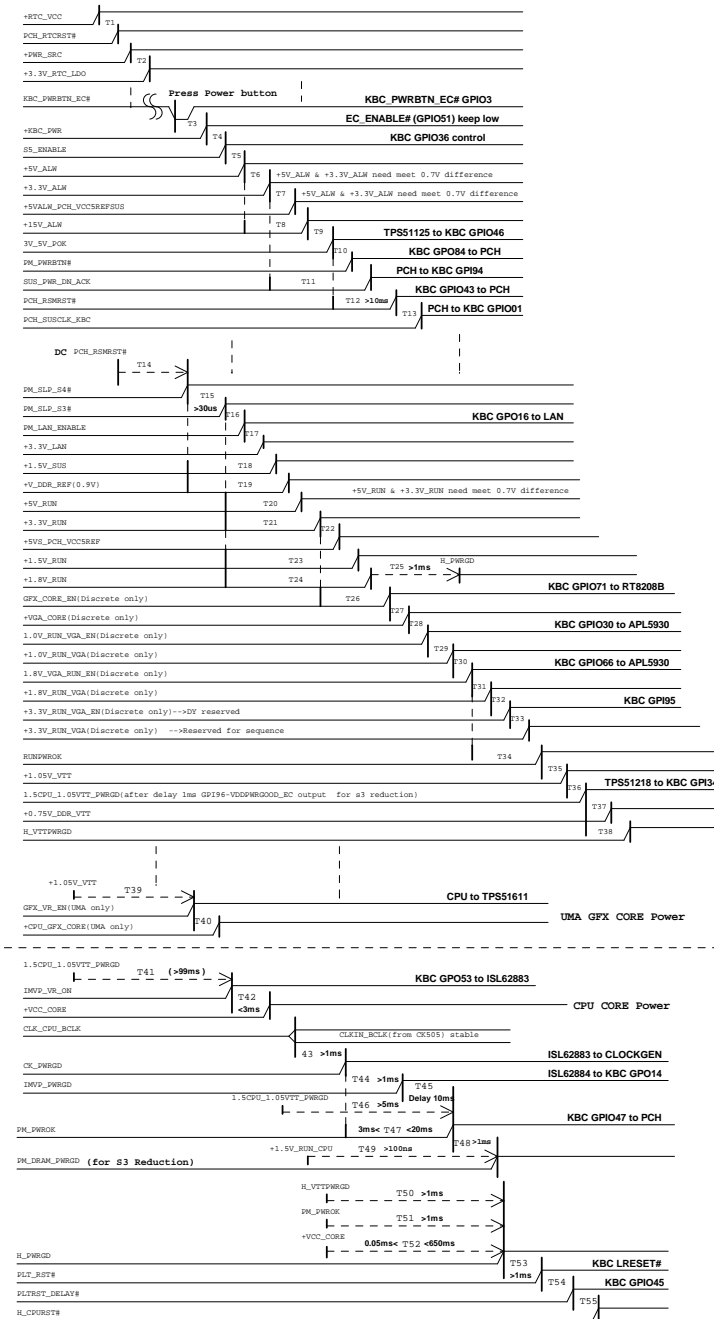 +RTC_VCC
T1
PCH_RTCRST#
+PWR_SRC
T2
+3.3V_RTC_LDO
Press Power button
KBC_PWRBTN_EC#
KBC_PWRBTN_EC# GPIO3
T3
EC_ENABLE# (GPIO51) keep low
+KBC_PWR
T4
KBC GPIO36 control
S5_ENABLE
T5
+5V_ALW
T6
+5V_ALW & +3.3V_ALW need meet 0.7V difference
+3.3V_ALW
T7
+5V_ALW & +3.3V_ALW need meet 0.7V difference
+5VALW_PCH_VCC5REFSUS
T8
+15V_ALW
T9
TPS51125 to KBC GPIO46
3V_5V_POK
T10
KBC GPO84 to PCH
PM_PWRBTN#
PCH to KBC GPI94
SUS_PWR_DN_ACK
T11
KBC GPIO43 to PCH
PCH_RSMRST#
T12 >10ms
PCH to KBC GPIO01
T13
PCH_SUSCLK_KBC
DC PCH_RSMRST#
T14
PM_SLP_S4#
T15
PM_SLP_S3#
>30us
T16
KBC GPO16 to LAN
PM_LAN_ENABLE
T17
+3.3V_LAN
+1.5V_SUS
T18
+V_DDR_REF(0.9V)
T19
+5V_RUN & +3.3V_RUN need meet 0.7V difference
+5V_RUN
T20
+3.3V_RUN
T21
T22
+5VS_PCH_VCC5REF
+1.5V_RUN
T23
H_PWRGD
T25 >1ms
+1.8V_RUN
T24
KBC GPIO71 to RT8208B
GFX_CORE_EN(Discrete only)
T26
T27
+VGA_CORE(Discrete only)
T28
KBC GPIO30 to APL5930
1.0V_RUN_VGA_EN(Discrete only)
T29
+1.0V_RUN_VGA(Discrete only)
T30
KBC GPIO66 to APL5930
1.8V_VGA_RUN_EN(Discrete only)
T31
+1.8V_RUN_VGA(Discrete only)
T32
KBC GPI95
+3.3V_RUN_VGA_EN(Discrete only)-->DY reserved
T33
+3.3V_RUN_VGA(Discrete only) -->Reserved for sequence
RUNPWROK
T34
T35
+1.05V_VTT
TPS51218 to KBC GPI34
T36
1.5CPU_1.05VTT_PWRGD(after delay 1ms GPI96-VDDPWRGOOD_EC output for s3 reduction)
T37
+0.75V_DDR_VTT
T38
H_VTTPWRGD
+1.05V_VTT
T39
CPU to TPS51611
GFX_VR_EN(UMA only)
T40
UMA GFX CORE Power
+CPU_GFX_CORE(UMA only)
1.5CPU_1.05VTT_PWRGD
T41 (>99ms)
KBC GPO53 to ISL62883
IMVP_VR_ON
T42
<3ms
CPU CORE Power
+VCC_CORE
CLK_CPU_BCLK
CLKIN_BCLK(from CK505) stable
43 >1ms
ISL62883 to CLOCKGEN
CK_PWRGD
T44 >1ms
ISL62884 to KBC GPO14
IMVP_PWRGD
T45
1.5CPU_1.05VTT_PWRGD
Delay 10ms
T46 >5ms
KBC GPIO47 to PCH
PM_PWROK
3ms< T47 <20ms
T48 >1ms
+1.5V_RUN_CPU
T49 >100ns
PM_DRAM_PWRGD (for S3 Reduction)
H_VTTPWRGD
T50 >1ms
PM_PWROK
T51 >1ms
+VCC_CORE
0.05ms< T52 <650ms
H_PWRGD
T53
>1ms
KBC LRESET#
PLT_RST#
T54
KBC GPIO45
PLTRST_DELAY#
T55
H_CPURST#